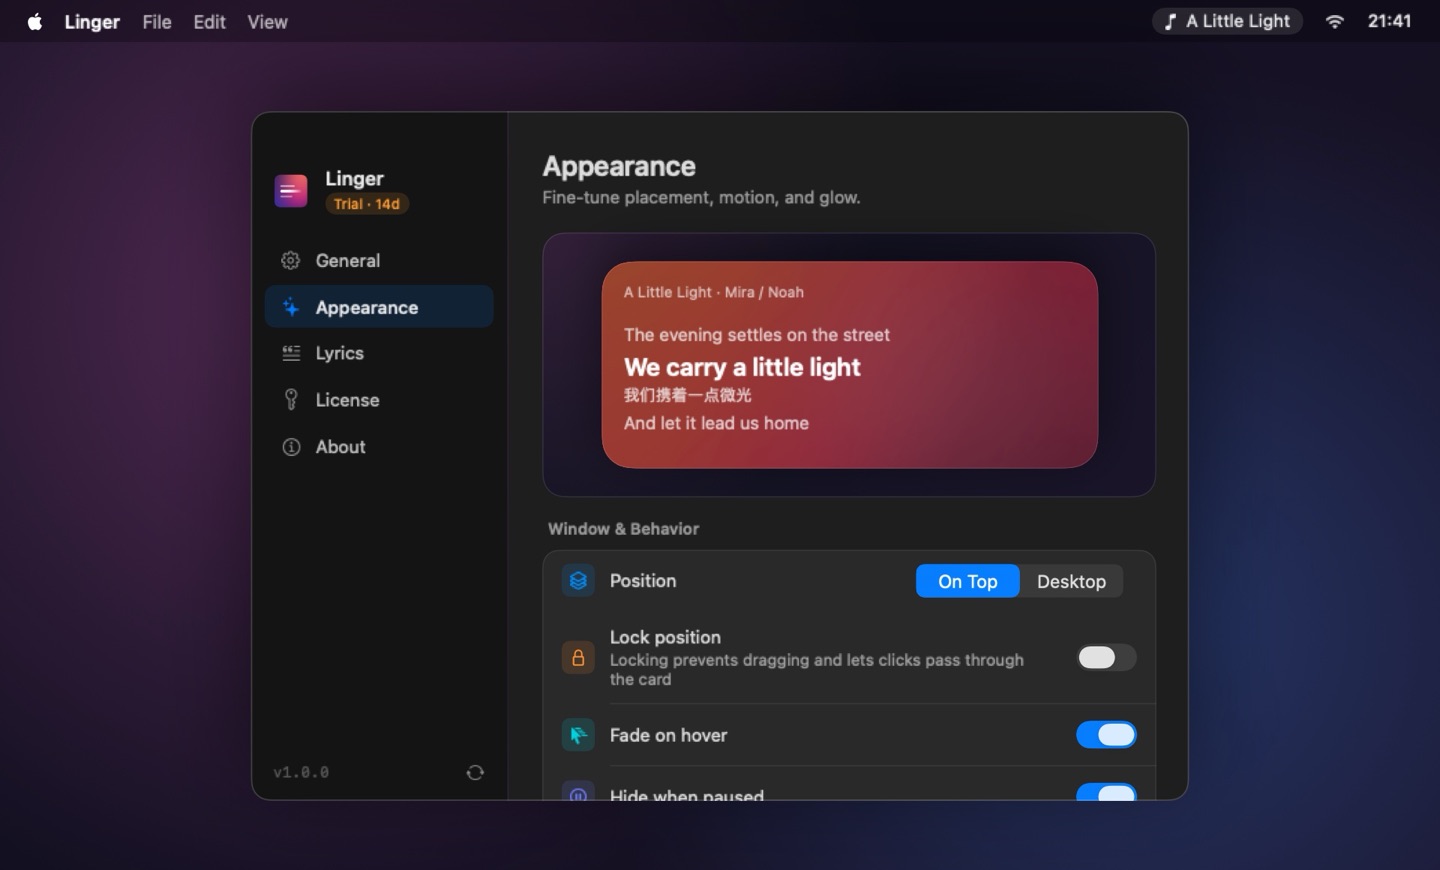 Linger File Edit View A Little Light 21:41
Linger
Trial · 14d
General
Appearance
Lyrics
License
About
v1.0.0
Appearance
Fine-tune placement, motion, and glow.
A Little Light · Mira / Noah
The evening settles on the street
We carry a little light
我们携着一点微光
And let it lead us home
Window & Behavior
Position On Top Desktop
Lock position
Locking prevents dragging and lets clicks pass through
the card
Fade on hover
Hide when paused